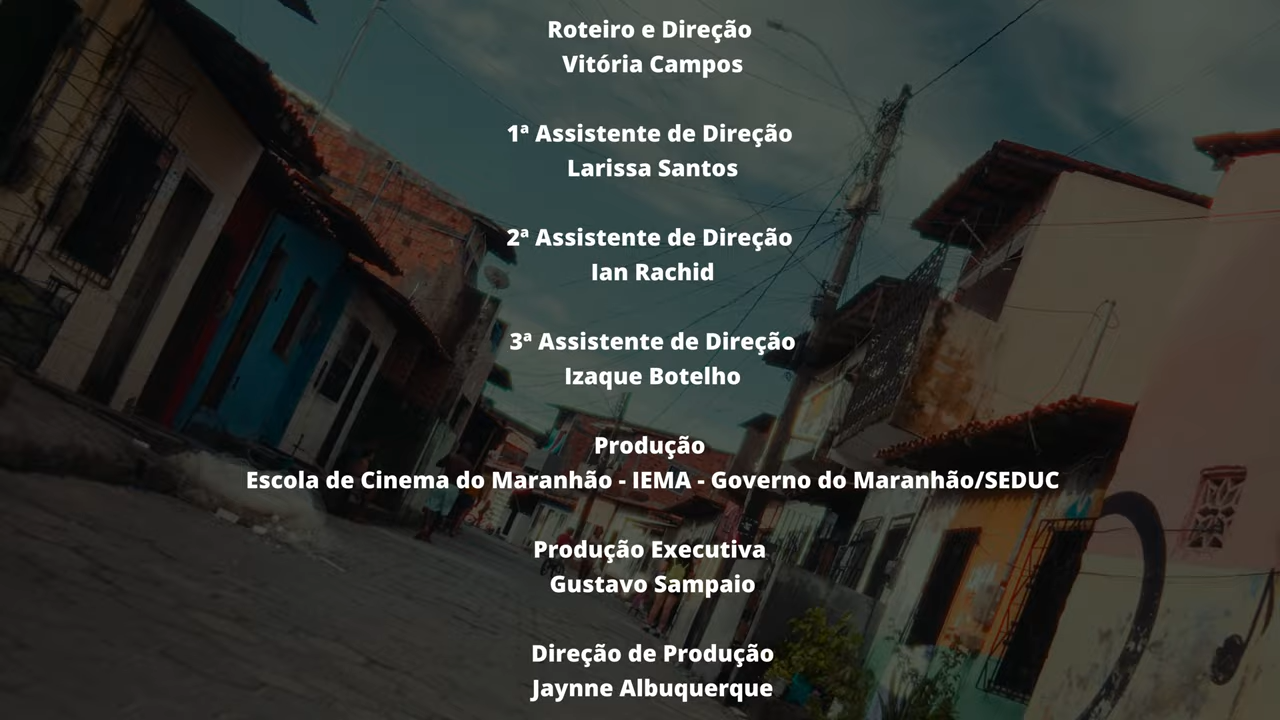 Roteiro e Direção
Vitória Campos
1ª Assistente de Direção
Larissa Santos
2ª Assistente de Direção
Ian Rachid
3ª Assistente de Direção
Izaque Botelho
Produção
Escola de Cinema do Maranhão - IEMA - Governo do Maranhão/SEDUC
Produção Executiva
Gustavo Sampaio
Direção de Produção
Jaynne Albuquerque